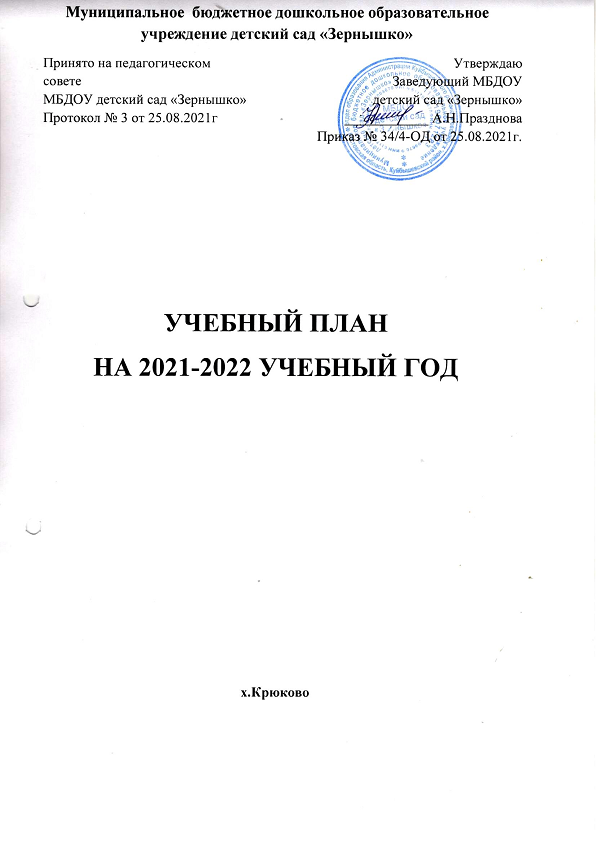 Муниципальное бюджетное дошкольное образовательное
учреждение детский сад «Зернышко»
Принято на педагогическом
совете
МБДОУ детский сад «Зернышко»
Протокол № 3 от 25.08.2021г
Утверждаю
Заведующий МБДОУ
детский сад «Зернышко»
А.Н.Празднова
Приказ № 34/4-ОД от 25.08.2021г.
УЧЕБНЫЙ ПЛАН
НА 2021-2022 УЧЕБНЫЙ ГОД
х.Крюково